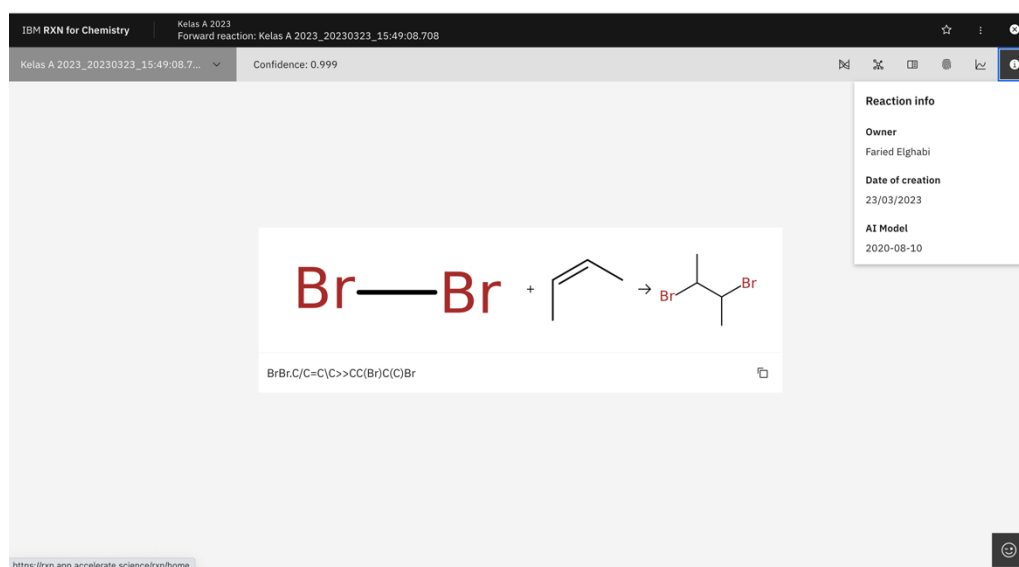 IBM RXN for Chemistry
Kelas A 2023
Forward reaction: Kelas A 2023_20230323_15:49:08.708
Kelas A 2023_20230323_15:49:08.7...
Confidence: 0.999
Reaction info
Owner
Faried Elghabi
Date of creation
23/03/2023
AI Model
2020-08-10
Br Br + → Br Br
BrBr.C/C=C\C>>CC(Br)C(C)Br
https://rxn.app.accelerate.science/rxn/home